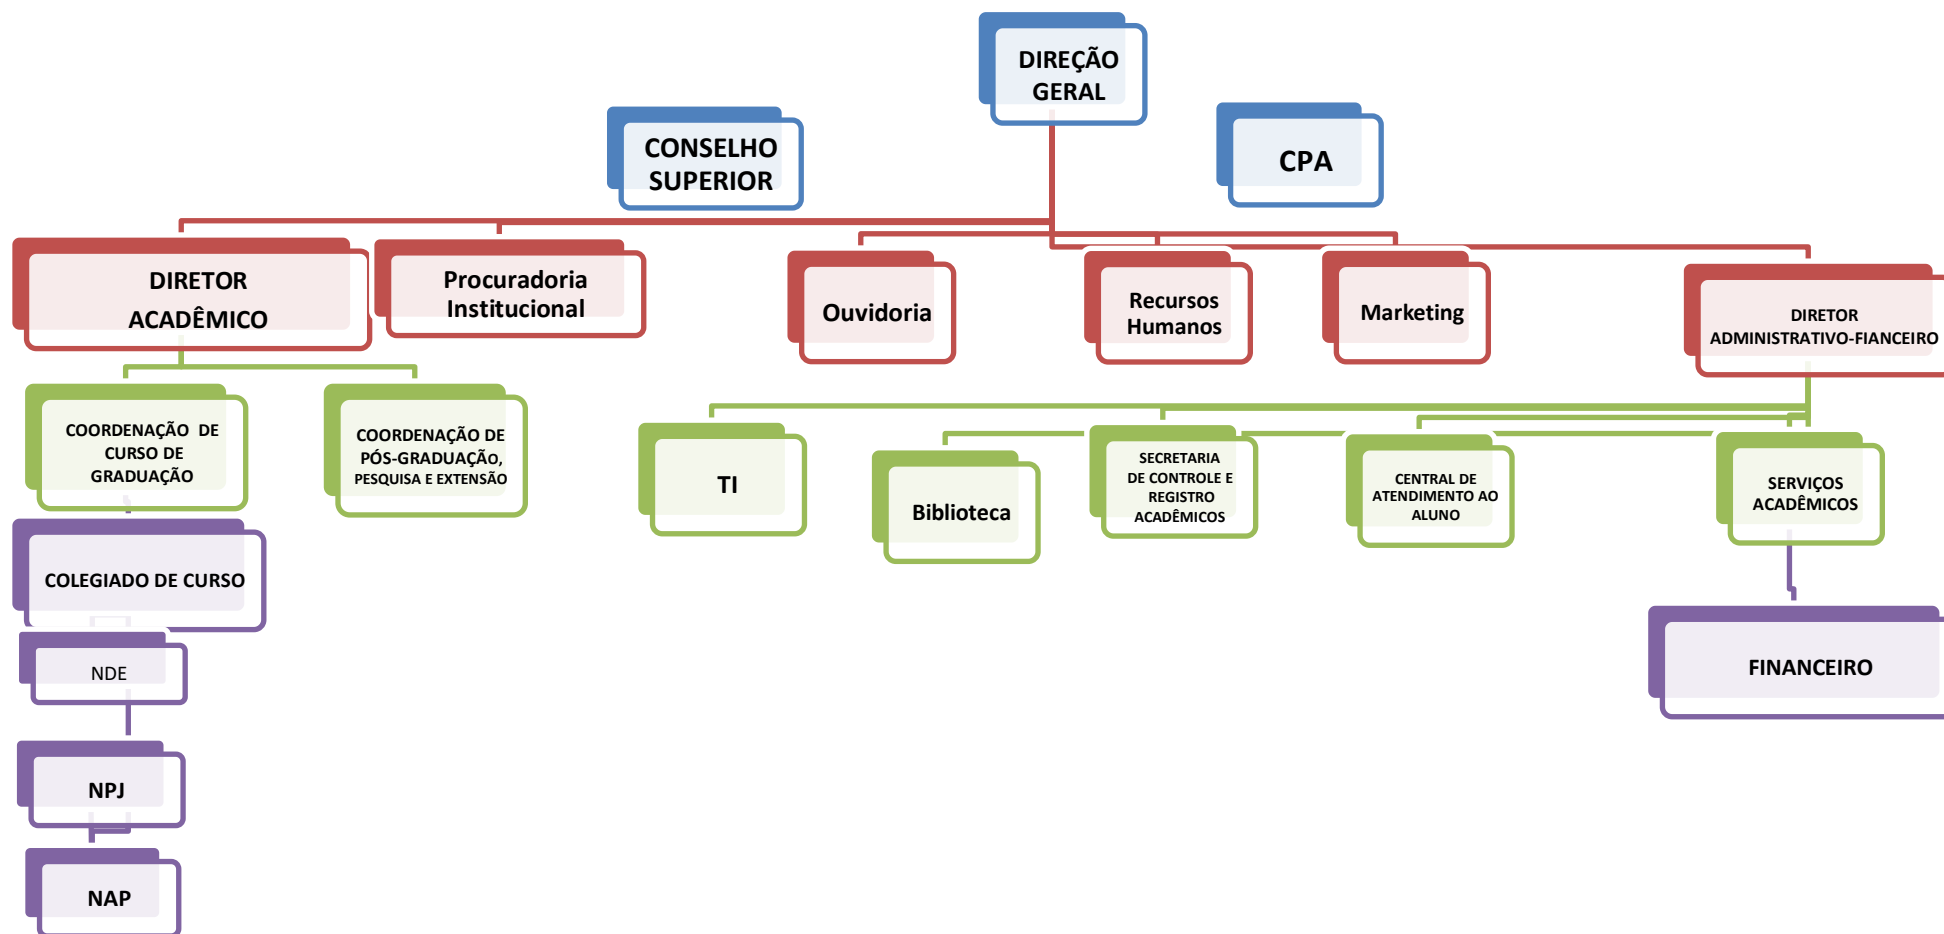 DIREÇÃO
GERAL
CONSELHO
SUPERIOR
CPA
DIRETOR
ACADÊMICO
Procuradoria
Institucional
Ouvidoria
Recursos
Humanos
Marketing
DIRETOR
ADMINISTRATIVO-FIANCEIRO
COORDENAÇÃO DE
CURSO DE
GRADUAÇÃO
COORDENAÇÃO DE
PÓS-GRADUAÇÃO,
PESQUISA E EXTENSÃO
TI
Biblioteca
SECRETARIA
DE CONTROLE E
REGISTRO
ACADÊMICOS
CENTRAL DE
ATENDIMENTO AO
ALUNO
SERVIÇOS
ACADÊMICOS
COLEGIADO DE CURSO
NDE
FINANCEIRO
NPJ
NAP